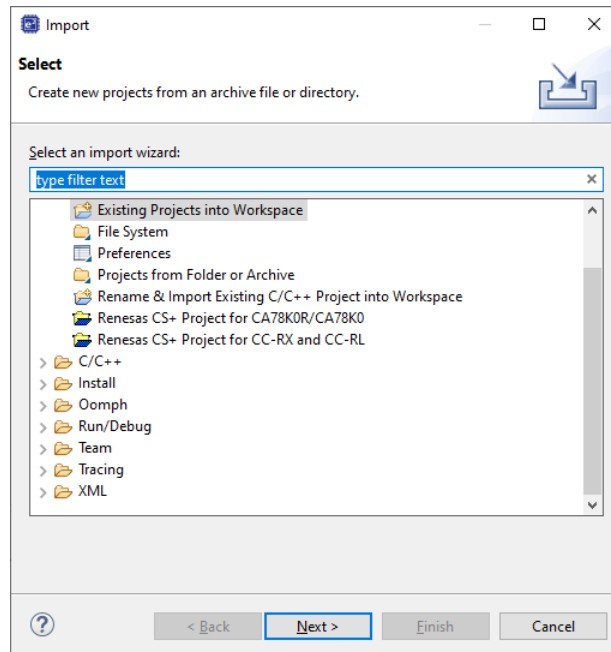 Import
Select
Create new projects from an archive file or directory.
Select an import wizard:
type filter text
Existing Projects into Workspace
File System
Preferences
Projects from Folder or Archive
Rename & Import Existing C/C++ Project into Workspace
Renesas CS+ Project for CA78K0R/CA78K0
Renesas CS+ Project for CC-RX and CC-RL
C/C++
Install
Oomph
Run/Debug
Team
Tracing
XML
? < Back Next > Finish Cancel